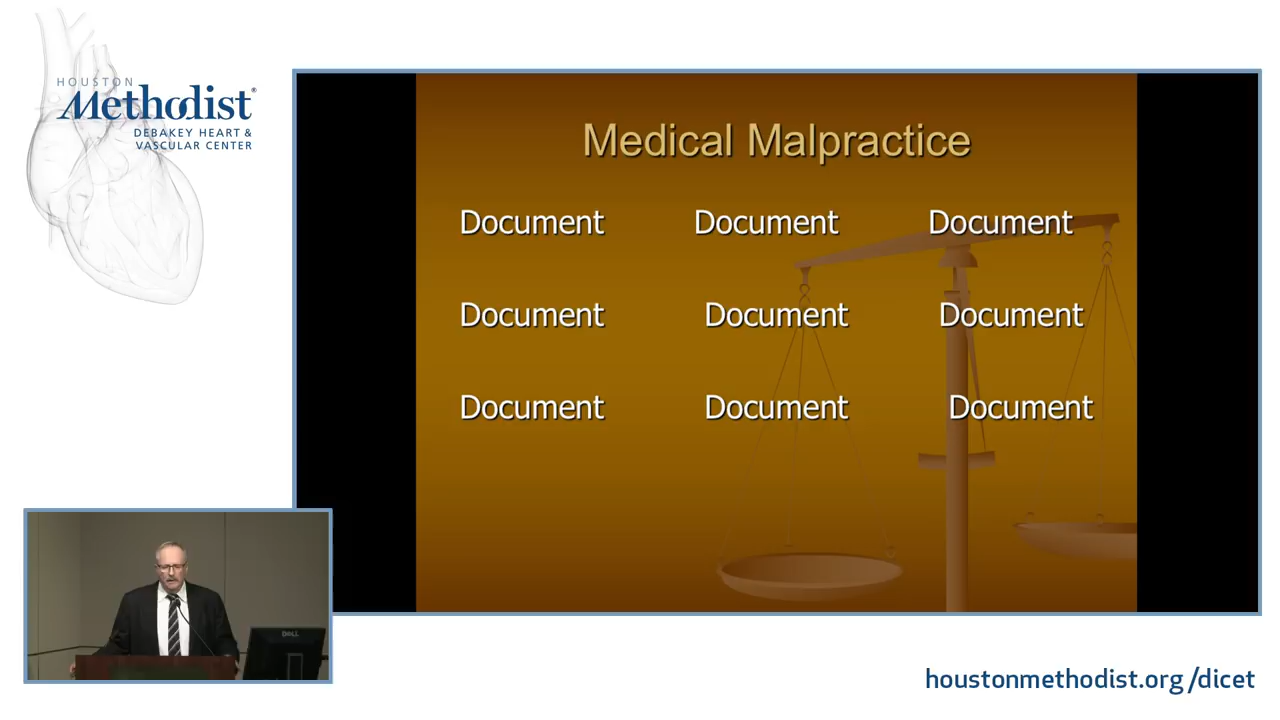 HOUSTON
Methodist®
DEBAKEY HEART &
VASCULAR CENTER
Medical Malpractice
Document Document Document
Document Document Document
Document Document Document
DELL
houstonmethodist.org/dicet